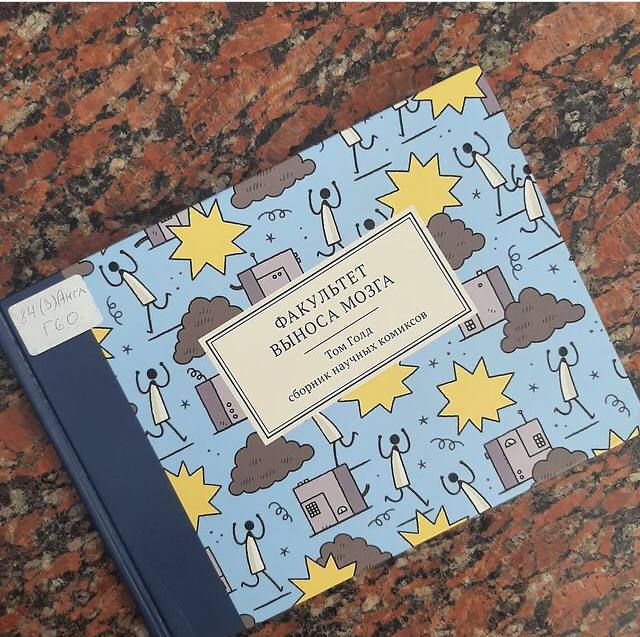 84(3)Англ
Г60
ФАКУЛЬТЕТ
ВЫНОСА МОЗГА
Том Голд
сборник научных комиксов